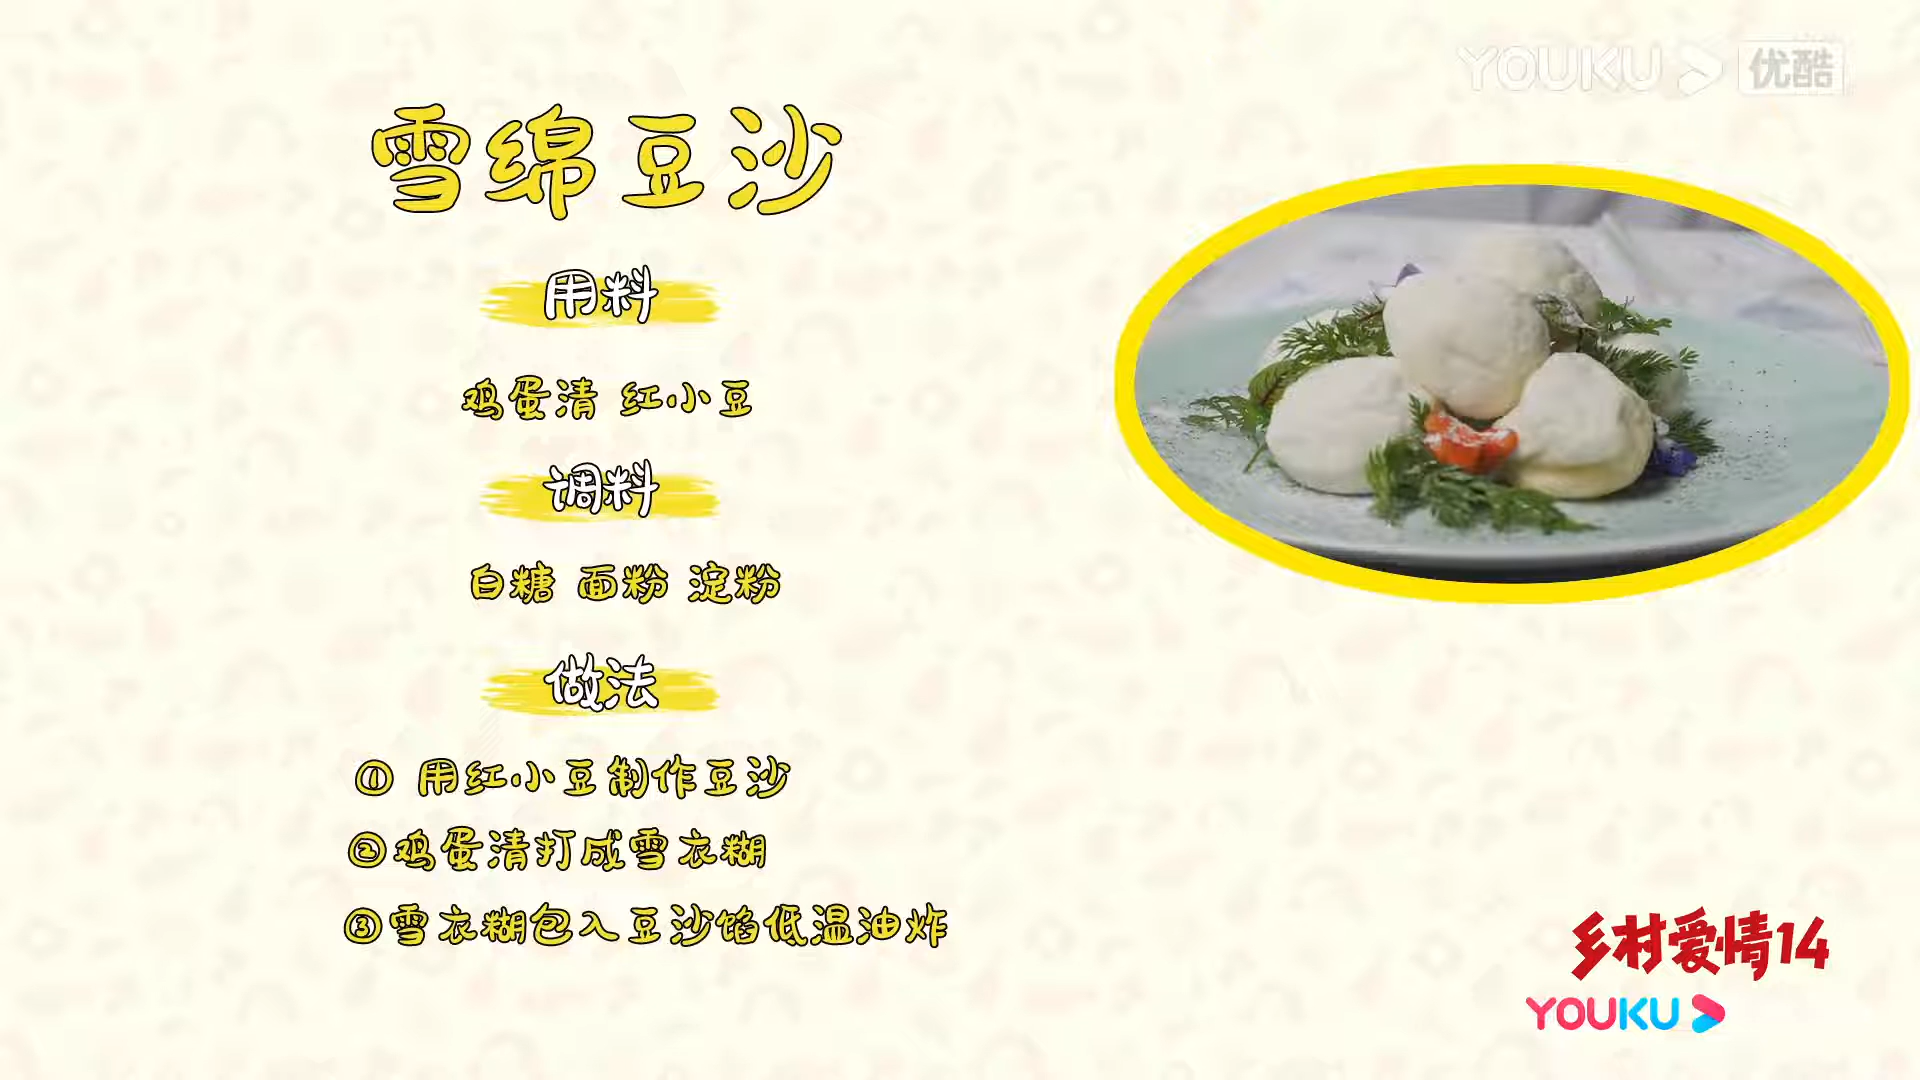 YOUKU 优酷
雪绵豆沙
用料
鸡蛋清 红小豆
调料
白糖 面粉 淀粉
做法
① 用红小豆制作豆沙
②鸡蛋清打成雪衣糊
③雪衣糊包入豆沙馅低温油炸
乡村爱情14
YOUKU